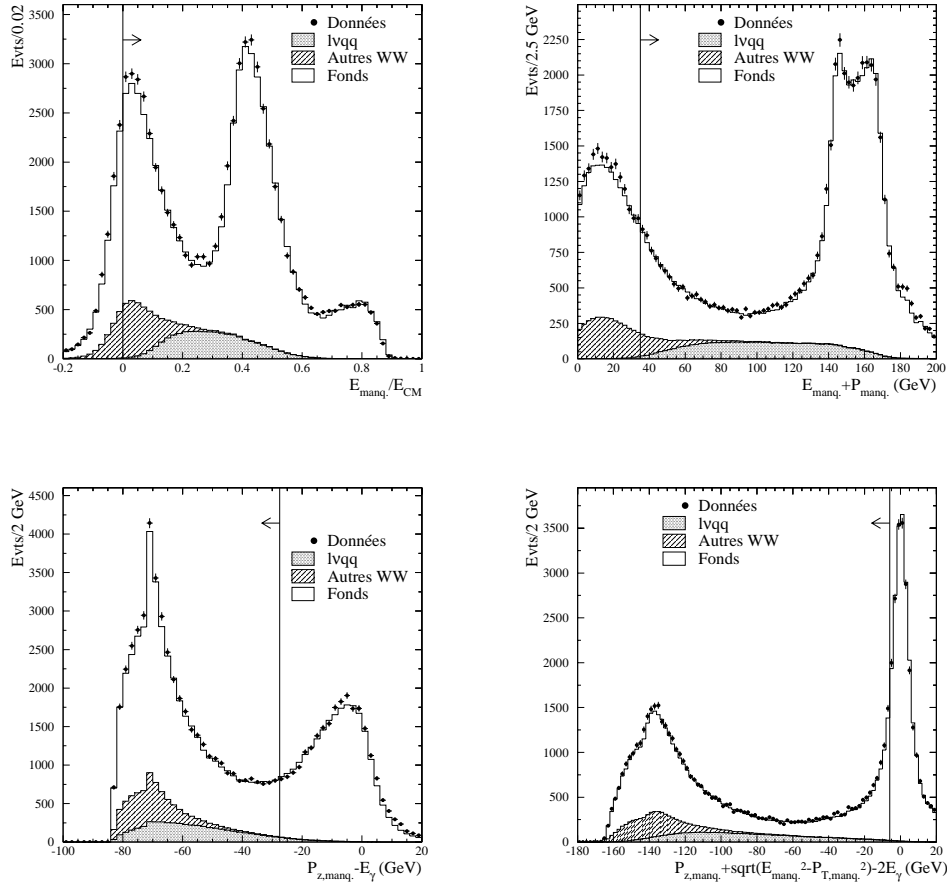 Evts/0.02
3500
3000
2500
2000
1500
1000
500
0
-0.2 0 0.2 0.4 0.6 0.8 1
E_manq./E_CM
Données
lνqq
Autres WW
Fonds
Evts/2.5 GeV
2250
2000
1750
1500
1250
1000
750
500
250
0
0 20 40 60 80 100 120 140 160 180 200
E_manq.+P_manq. (GeV)
Données
lνqq
Autres WW
Fonds
Evts/2 GeV
4500
4000
3500
3000
2500
2000
1500
1000
500
0
-100 -80 -60 -40 -20 0 20
P_z,manq.-E_γ (GeV)
Données
lνqq
Autres WW
Fonds
Evts/2 GeV
3500
3000
2500
2000
1500
1000
500
0
-180 -160 -140 -120 -100 -80 -60 -40 -20 0 20
P_z,manq.+sqrt(E_manq.²-P_T,manq.²)-2E_γ (GeV)
Données
lνqq
Autres WW
Fonds